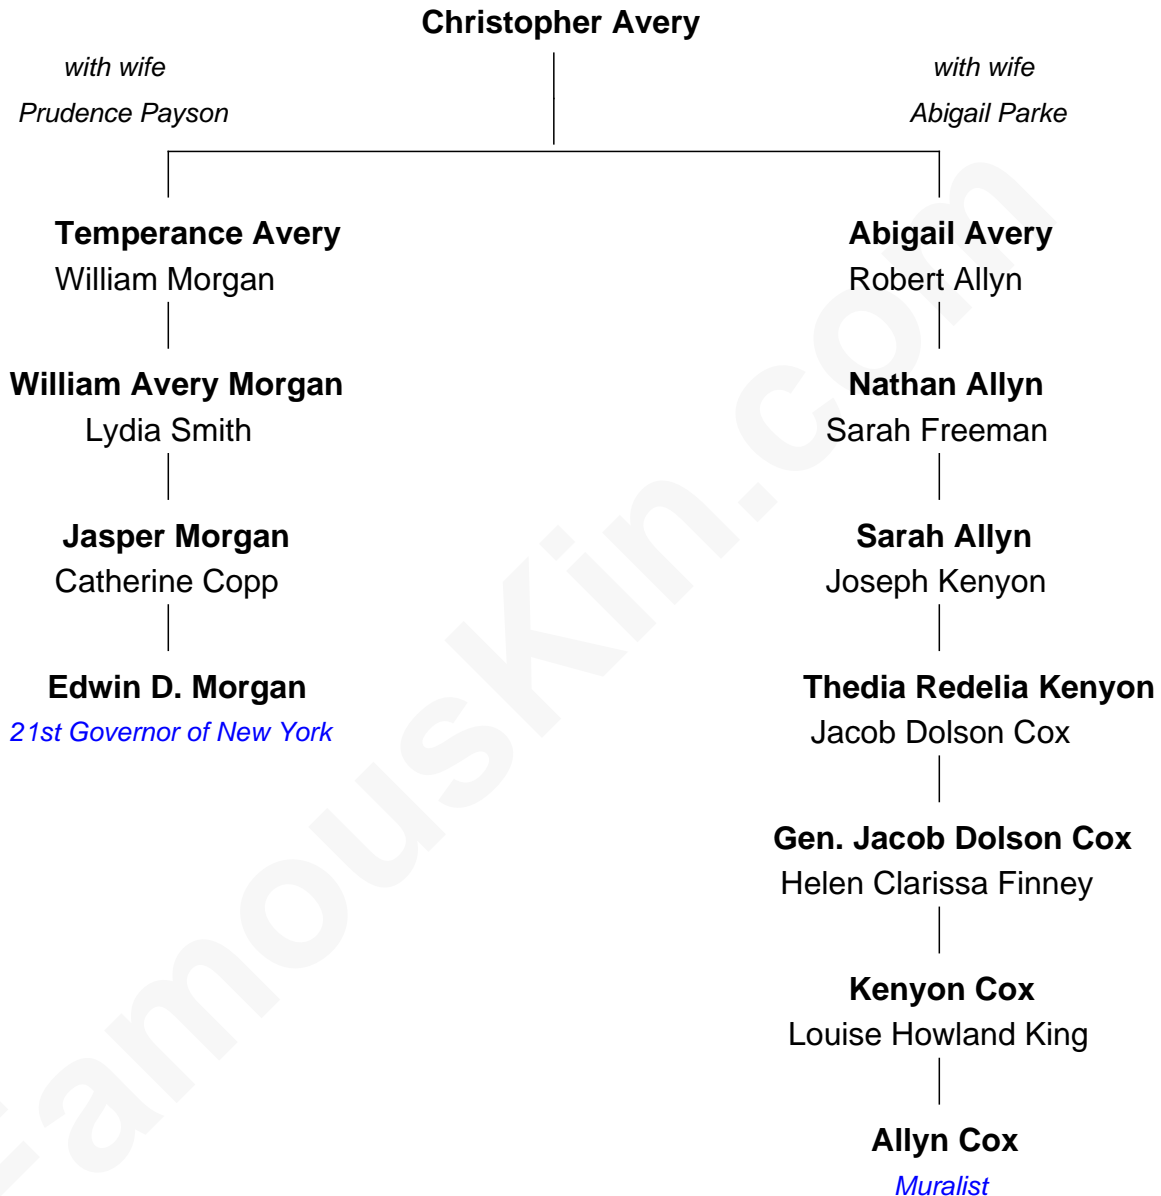 Christopher Avery
with wife
Prudence Payson
with wife
Abigail Parke
Temperance Avery
William Morgan
William Avery Morgan
Lydia Smith
Jasper Morgan
Catherine Copp
Edwin D. Morgan
21st Governor of New York
Abigail Avery
Robert Allyn
Nathan Allyn
Sarah Freeman
Sarah Allyn
Joseph Kenyon
Thedia Redelia Kenyon
Jacob Dolson Cox
Gen. Jacob Dolson Cox
Helen Clarissa Finney
Kenyon Cox
Louise Howland King
Allyn Cox
Muralist
FamousKin.com